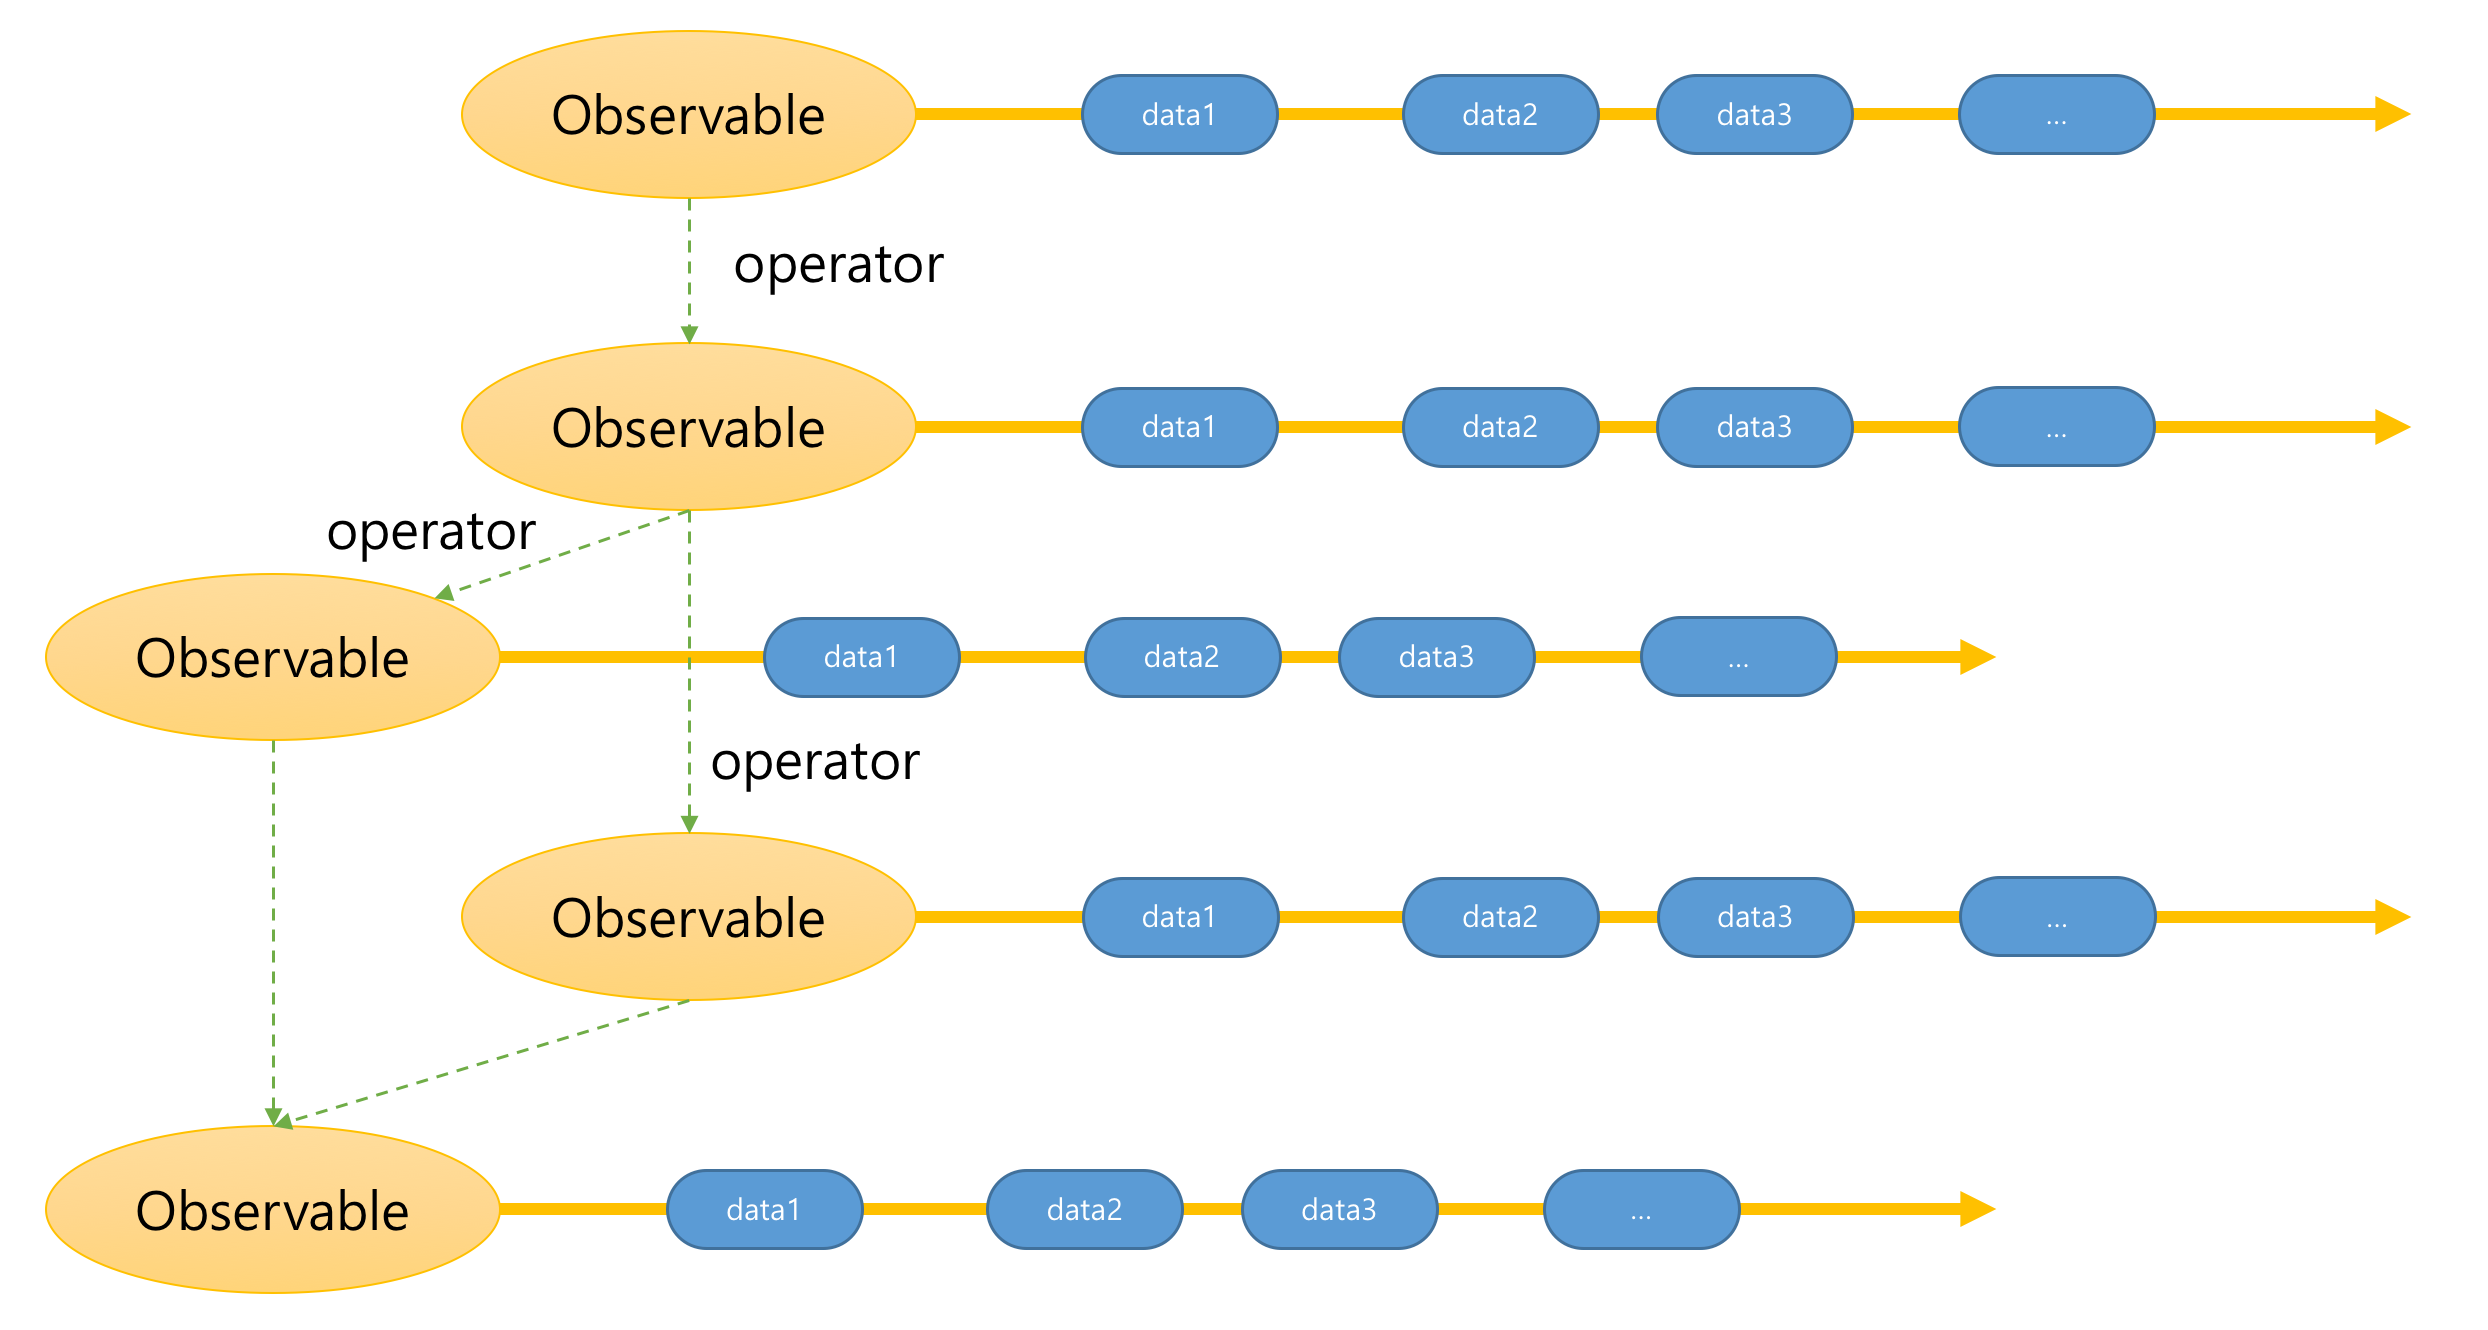 Observable
data1
data2
data3
...
operator
Observable
data1
data2
data3
...
operator
Observable
data1
data2
data3
...
operator
Observable
data1
data2
data3
...
Observable
data1
data2
data3
...